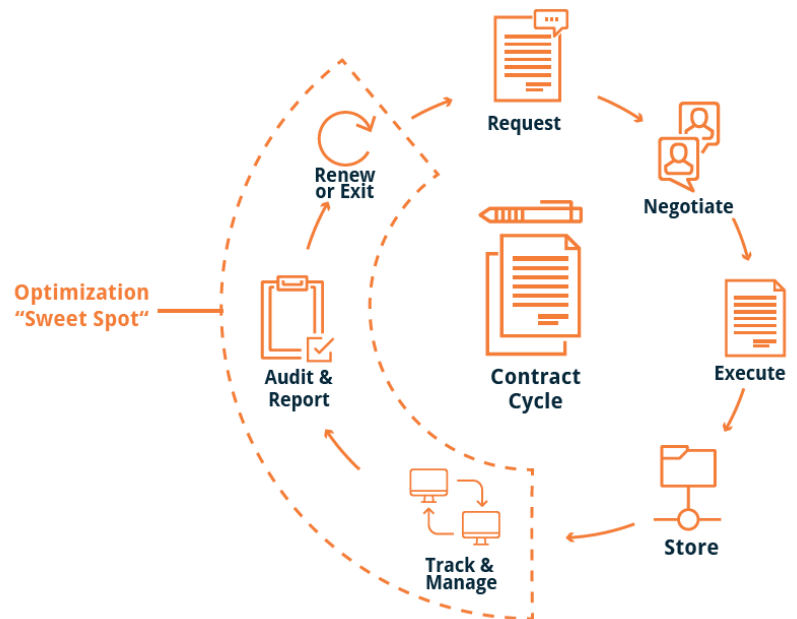 Request
Negotiate
Execute
Store
Track &
Manage
Audit &
Report
Renew
or Exit
Contract
Cycle
Optimization
“Sweet Spot“